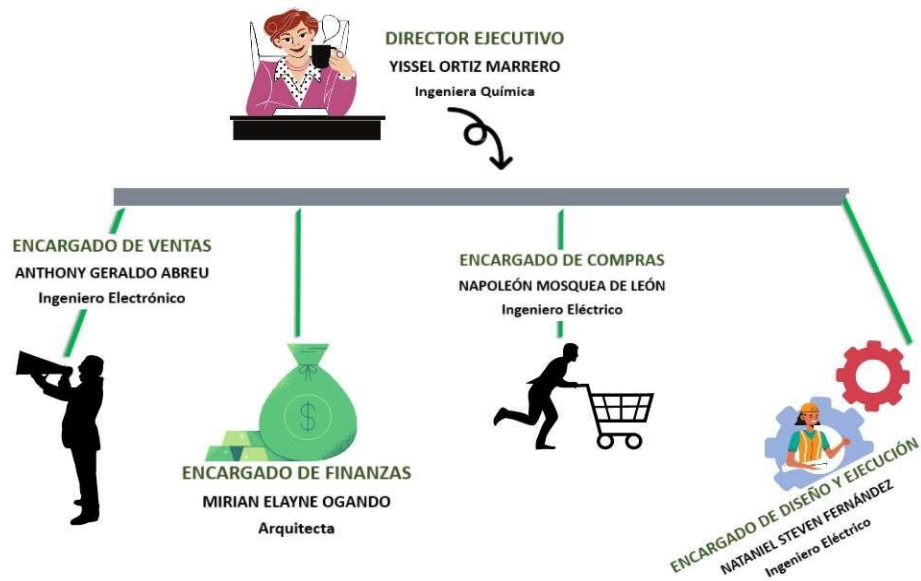 DIRECTOR EJECUTIVO
YISSEL ORTIZ MARRERO
Ingeniera Química
ENCARGADO DE VENTAS
ANTHONY GERALDO ABREU
Ingeniero Electrónico
ENCARGADO DE COMPRAS
NAPOLEÓN MOSQUEA DE LEÓN
Ingeniero Eléctrico
$
ENCARGADO DE FINANZAS
MIRIAN ELAYNE OGANDO
Arquitecta
ENCARGADO DE DISEÑO Y EJECUCIÓN
NATANIEL STEVEN FERNÁNDEZ
Ingeniero Eléctrico